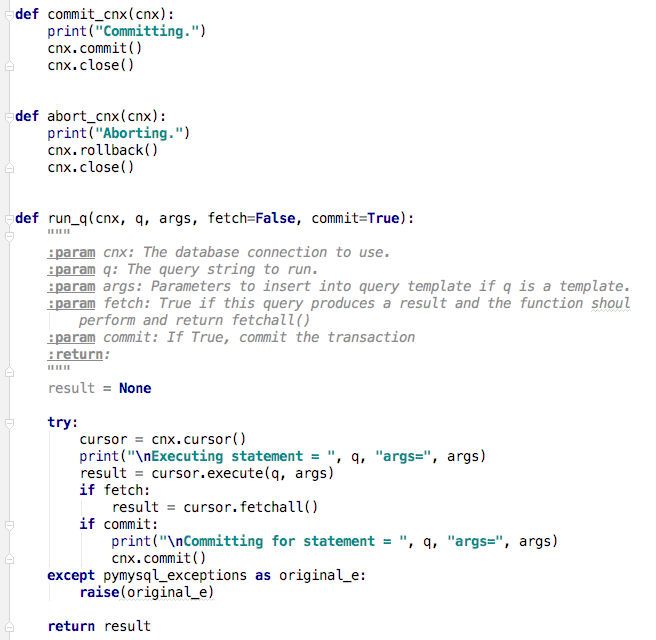 def commit_cnx(cnx):
    print("Committing.")
    cnx.commit()
    cnx.close()

def abort_cnx(cnx):
    print("Aborting.")
    cnx.rollback()
    cnx.close()

def run_q(cnx, q, args, fetch=False, commit=True):
    """
    :param cnx: The database connection to use.
    :param q: The query string to run.
    :param args: Parameters to insert into query template if q is a template.
    :param fetch: True if this query produces a result and the function shoul
        perform and return fetchall()
    :param commit: If True, commit the transaction
    :return:
    """
    result = None

    try:
        cursor = cnx.cursor()
        print("\nExecuting statement = ", q, "args=", args)
        result = cursor.execute(q, args)
        if fetch:
            result = cursor.fetchall()
        if commit:
            print("\nCommitting for statement = ", q, "args=", args)
            cnx.commit()
    except pymysql_exceptions as original_e:
        raise(original_e)

    return result